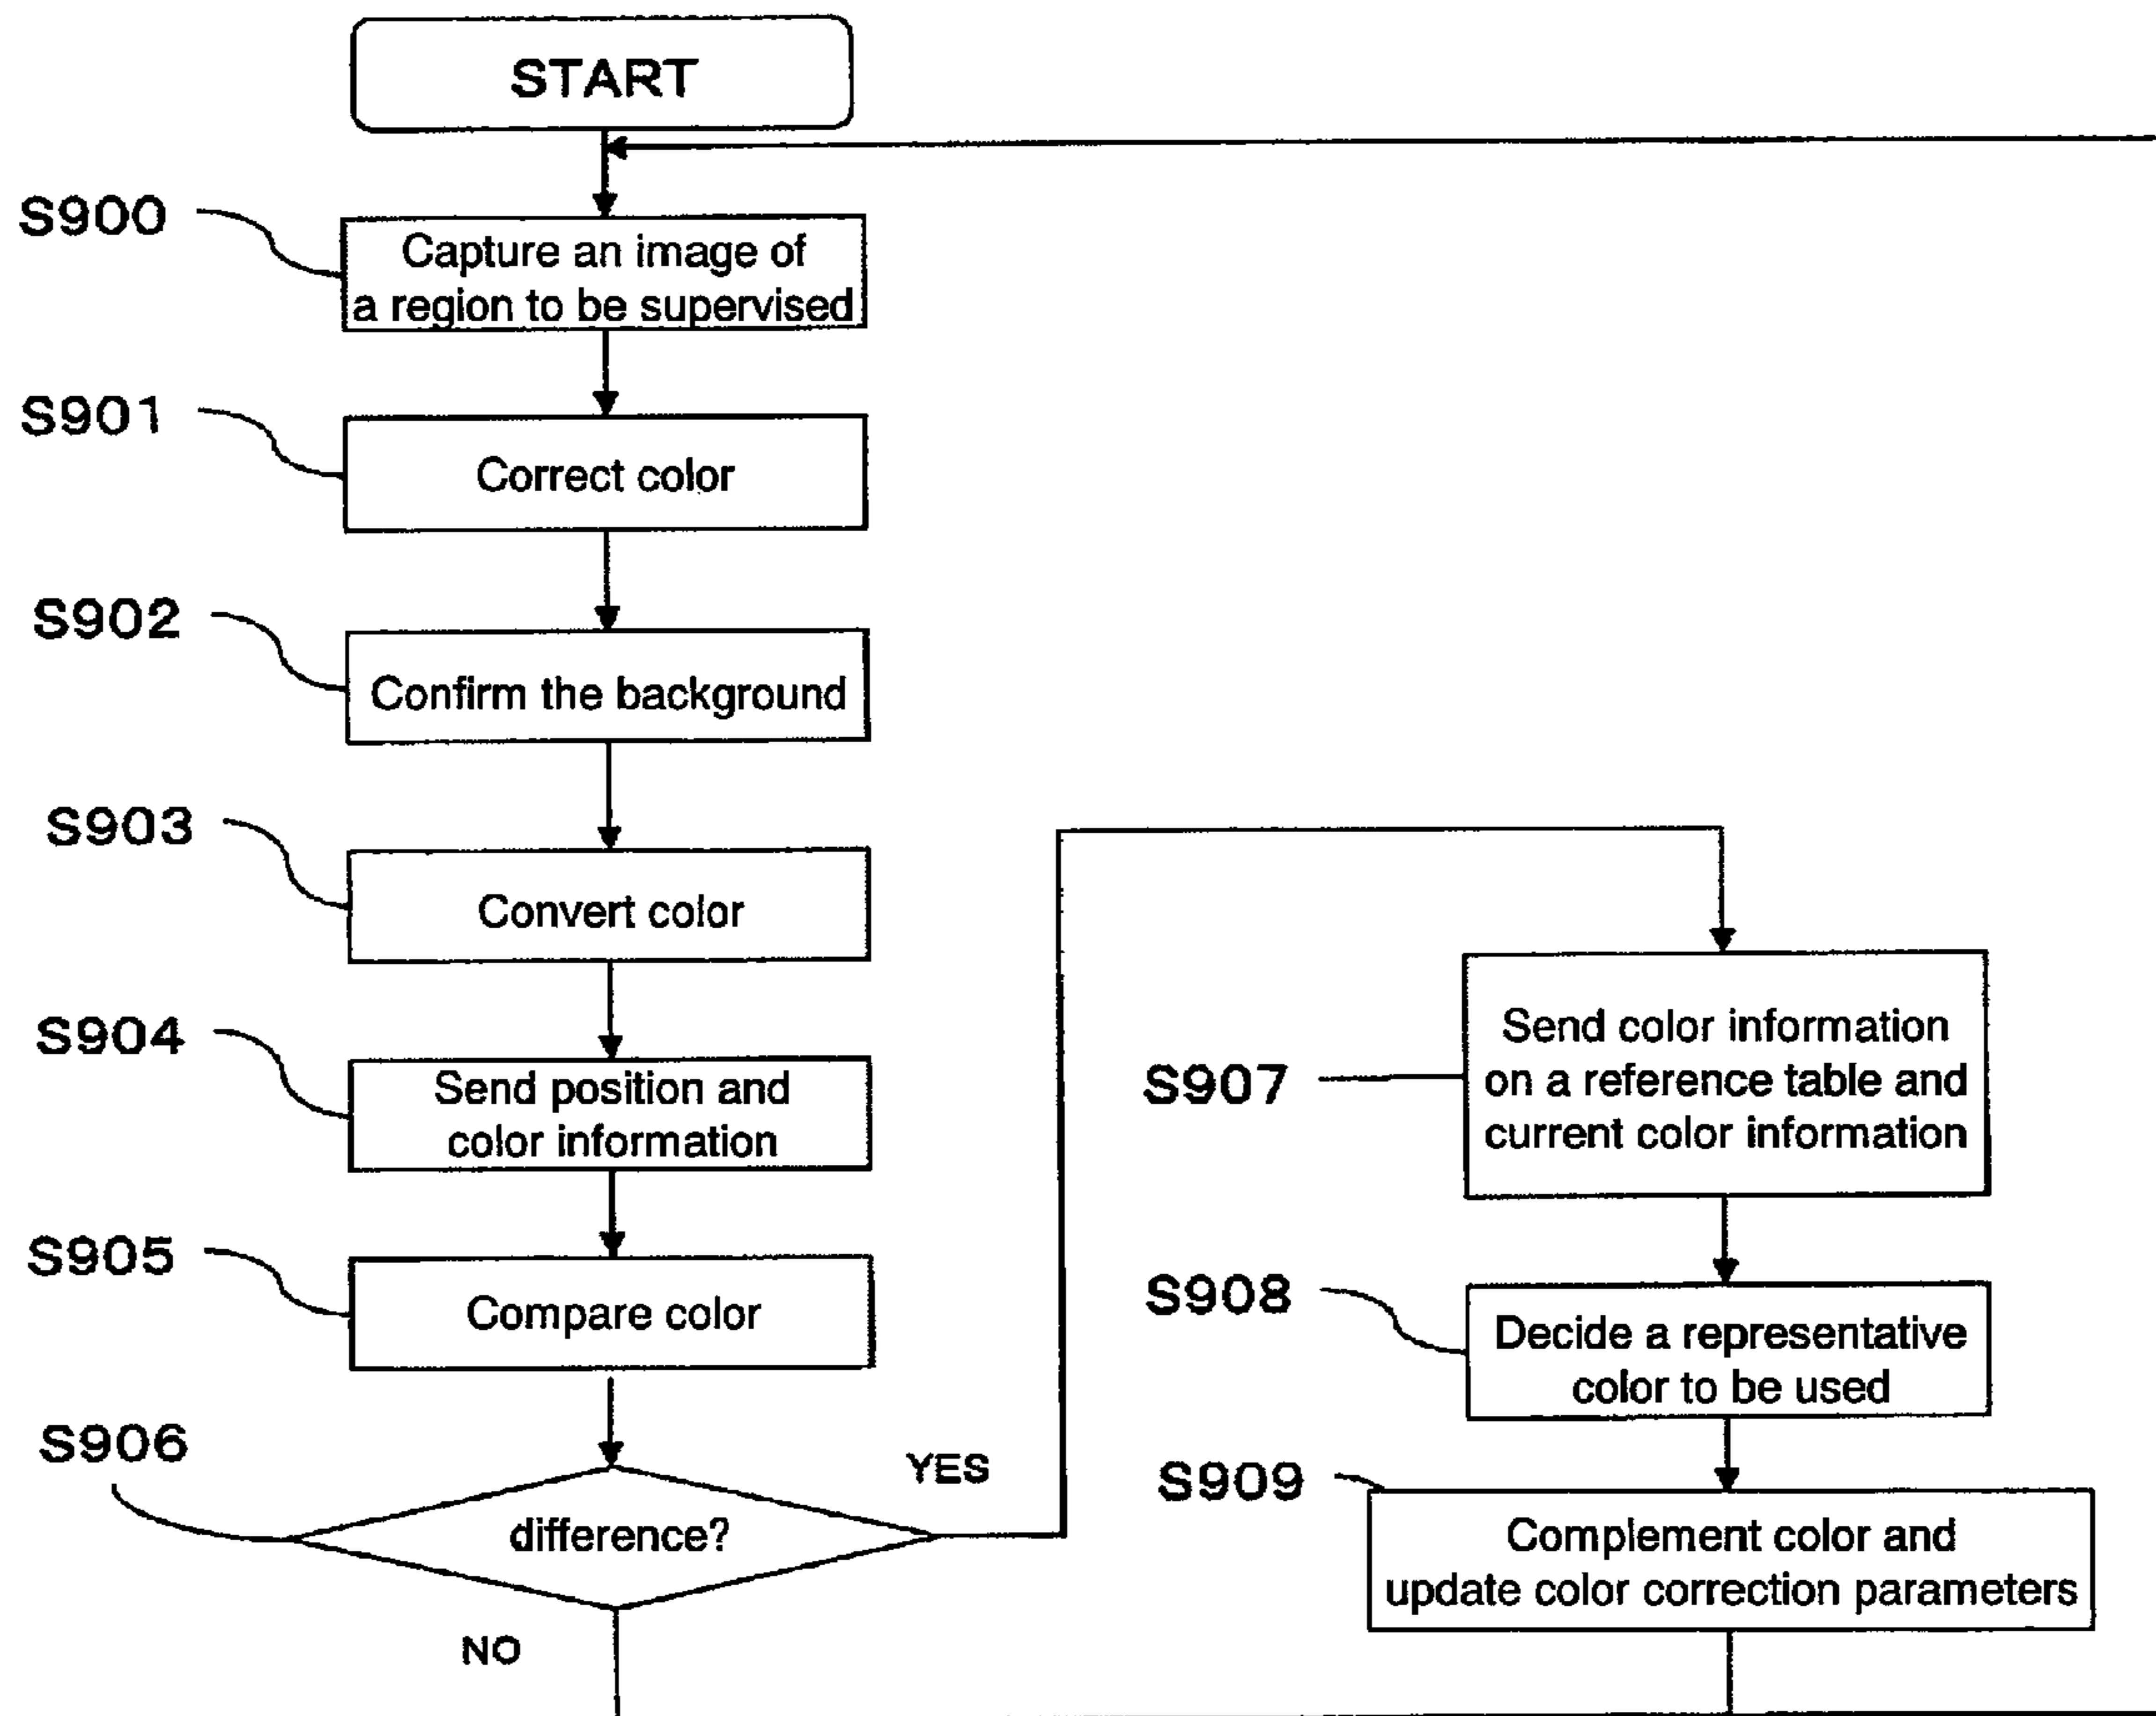 START
S900
Capture an image of
a region to be supervised
S901
Correct color
S902
Confirm the background
S903
Convert color
S904
Send position and
color information
S905
Compare color
S906
difference?
YES
NO
S907
Send color information
on a reference table and
current color information
S908
Decide a representative
color to be used
S909
Complement color and
update color correction parameters